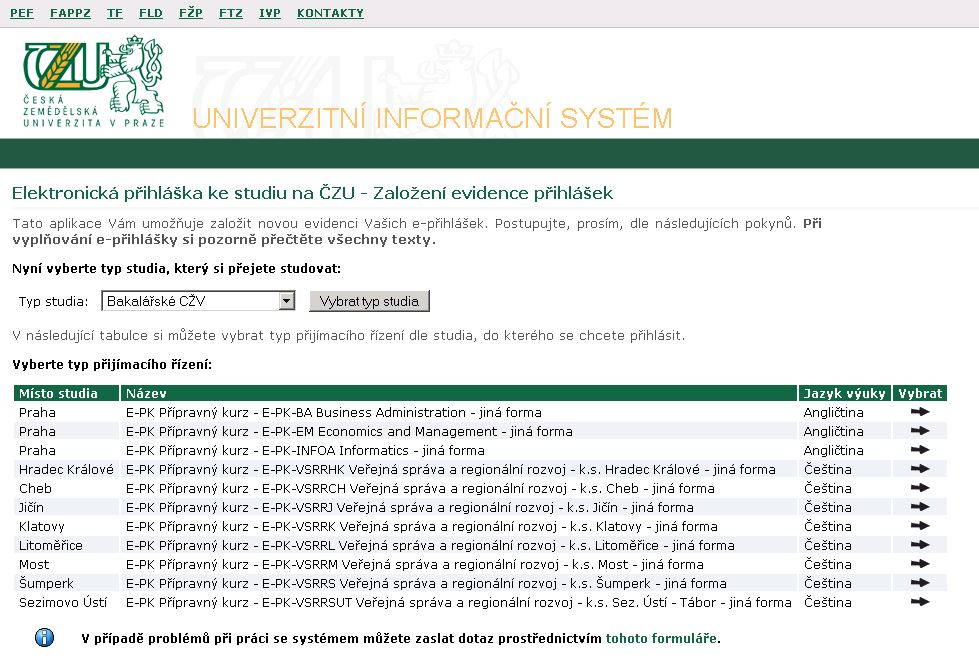 PEF FAPPZ TF FLD FŽP FTZ IVP KONTAKTY
ČZU
ČESKÁ
ZEMĚDĚLSKÁ
UNIVERZITA V PRAZE
UNIVERZITNÍ INFORMAČNÍ SYSTÉM
Elektronická přihláška ke studiu na ČZU - Založení evidence přihlášek
Tato aplikace Vám umožňuje založit novou evidenci Vašich e-přihlášek. Postupujte, prosím, dle následujících pokynů. Při
vyplňování e-přihlášky si pozorně přečtěte všechny texty.
Nyní vyberte typ studia, který si přejete studovat:
Typ studia: Bakalářské CŽV Vybrat typ studia
V následující tabulce si můžete vybrat typ přijímacího řízení dle studia, do kterého se chcete přihlásit.
Vyberte typ přijímacího řízení:
Místo studia Název Jazyk výuky Vybrat
Praha E-PK Přípravný kurz - E-PK-BA Business Administration - jiná forma Angličtina
Praha E-PK Přípravný kurz - E-PK-EM Economics and Management - jiná forma Angličtina
Praha E-PK Přípravný kurz - E-PK-INFOA Informatics - jiná forma Angličtina
Hradec Králové E-PK Přípravný kurz - E-PK-VSRRHK Veřejná správa a regionální rozvoj - k.s. Hradec Králové - jiná forma Čeština
Cheb E-PK Přípravný kurz - E-PK-VSRRCH Veřejná správa a regionální rozvoj - k.s. Cheb - jiná forma Čeština
Jičín E-PK Přípravný kurz - E-PK-VSRRJ Veřejná správa a regionální rozvoj - k.s. Jičín - jiná forma Čeština
Klatovy E-PK Přípravný kurz - E-PK-VSRRK Veřejná správa a regionální rozvoj - k.s. Klatovy - jiná forma Čeština
Litoměřice E-PK Přípravný kurz - E-PK-VSRRL Veřejná správa a regionální rozvoj - k.s. Litoměřice - jiná forma Čeština
Most E-PK Přípravný kurz - E-PK-VSRRM Veřejná správa a regionální rozvoj - k.s. Most - jiná forma Čeština
Šumperk E-PK Přípravný kurz - E-PK-VSRRS Veřejná správa a regionální rozvoj - k.s. Šumperk - jiná forma Čeština
Sezimovo Ústí E-PK Přípravný kurz - E-PK-VSRRSUT Veřejná správa a regionální rozvoj - k.s. Sez. Ústí - Tábor - jiná forma Čeština
V případě problémů při práci se systémem můžete zaslat dotaz prostřednictvím tohoto formuláře.